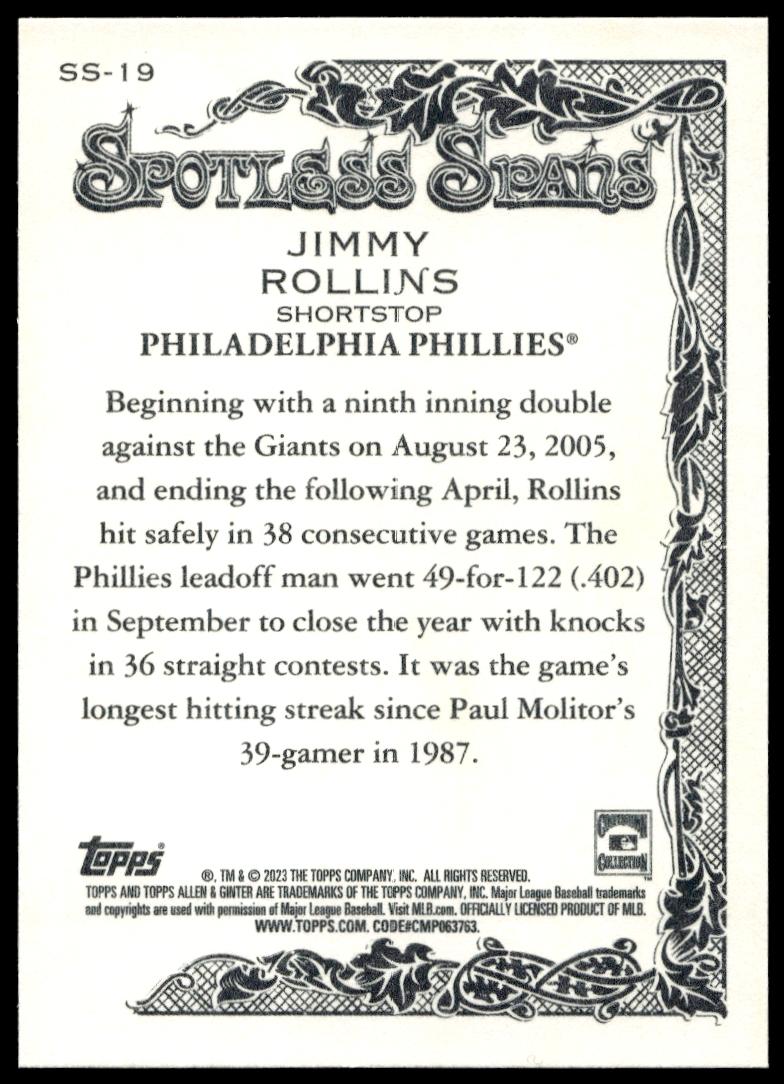 SS-19
SPOTLESS SPANS
JIMMY
ROLLINS
SHORTSTOP
PHILADELPHIA PHILLIES®
Beginning with a ninth inning double
against the Giants on August 23, 2005,
and ending the following April, Rollins
hit safely in 38 consecutive games. The
Phillies leadoff man went 49-for-122 (.402)
in September to close the year with knocks
in 36 straight contests. It was the game's
longest hitting streak since Paul Molitor's
39-gamer in 1987.
COOPERSTOWN
COLLECTION
™
topps®
®, TM & © 2023 THE TOPPS COMPANY, INC. ALL RIGHTS RESERVED.
TOPPS AND TOPPS ALLEN & GINTER ARE TRADEMARKS OF THE TOPPS COMPANY, INC. Major League Baseball trademarks
and copyrights are used with permission of Major League Baseball. Visit MLB.com. OFFICIALLY LICENSED PRODUCT OF MLB.
WWW.TOPPS.COM. CODE#CMP063763.